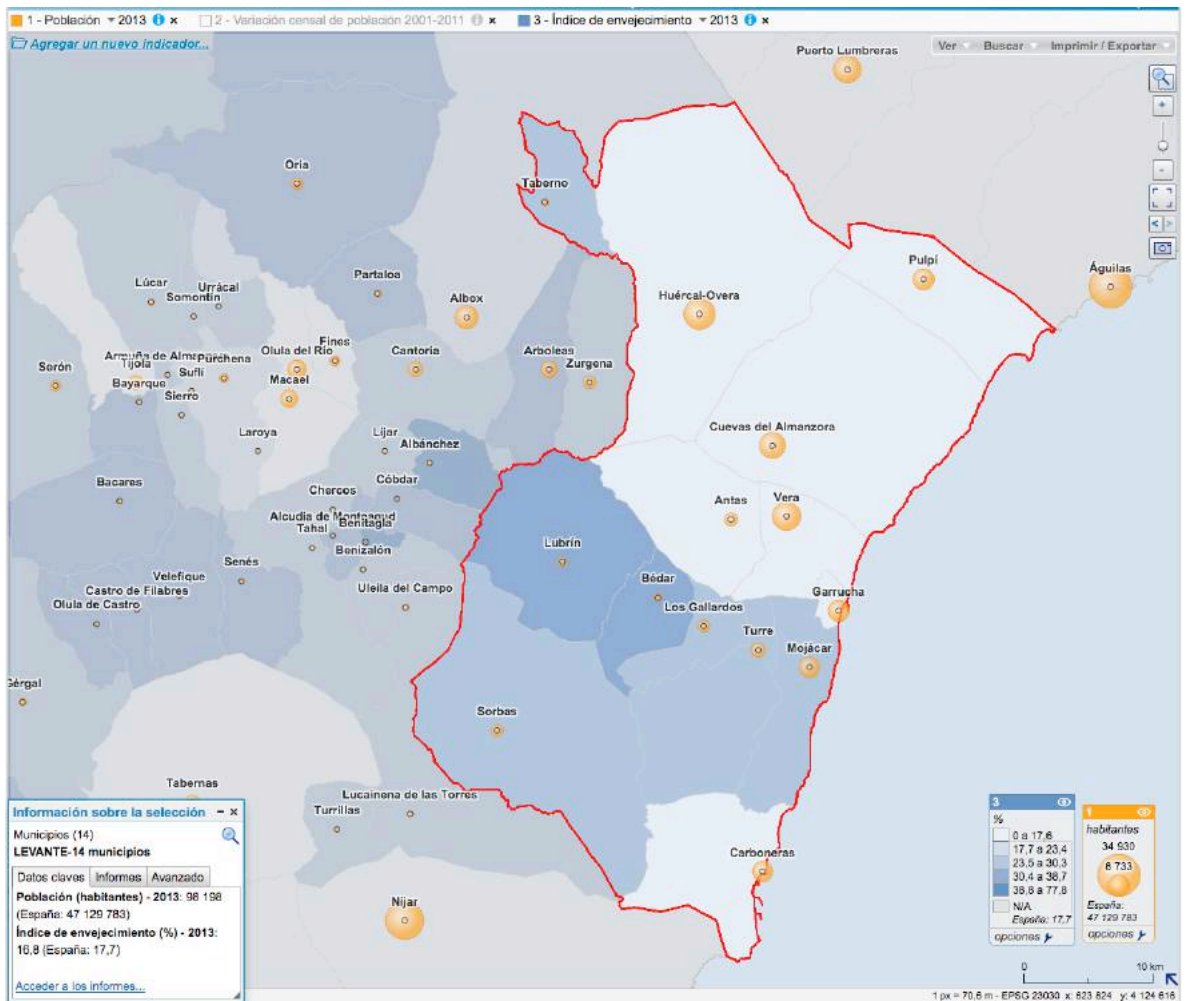 1 - Población 2013
2 - Variación censal de población 2001-2011
3 - Índice de envejecimiento 2013
Agregar un nuevo indicador...
Ver Buscar Imprimir / Exportar
Puerto Lumbreras
Oria
Taberno
Pulpí
Águilas
Partaloa
Lúcar
Urrácal
Somontín
Albox
Huércal-Overa
Fines
Olula del Río
Cantoria
Arboleas
Zurgena
Serón
Purchena
Tíjola
Suflí
Bayarque
Macael
Sierro
Laroya
Líjar
Albánchez
Cuevas del Almanzora
Bacares
Cóbdar
Chercos
Antas
Vera
Alcudia de Monteagud
Tahal
Benitagla
Benizalón
Lubrín
Senés
Velefique
Bédar
Castro de Filabres
Uleila del Campo
Garrucha
Olula de Castro
Los Gallardos
Turre
Mojácar
Gérgal
Sorbas
Tabernas
Lucainena de las Torres
Turrillas
Carboneras
Níjar
Información sobre la selección
Municipios (14)
LEVANTE-14 municipios
Datos claves Informes Avanzado
Población (habitantes) - 2013: 98 198
(España: 47 129 783)
Índice de envejecimiento (%) - 2013:
16,8 (España: 17,7)
Acceder a los informes...
3
%
0 a 17,6
17,7 a 23,4
23,5 a 30,3
30,4 a 38,7
38,8 a 77,8
N/A
España: 17,7
opciones
1
habitantes
34 930
8 733
España:
47 129 783
opciones
0 10 km
1 px = 70,6 m - EPSG 23030 x: 623 824 y: 4 124 616